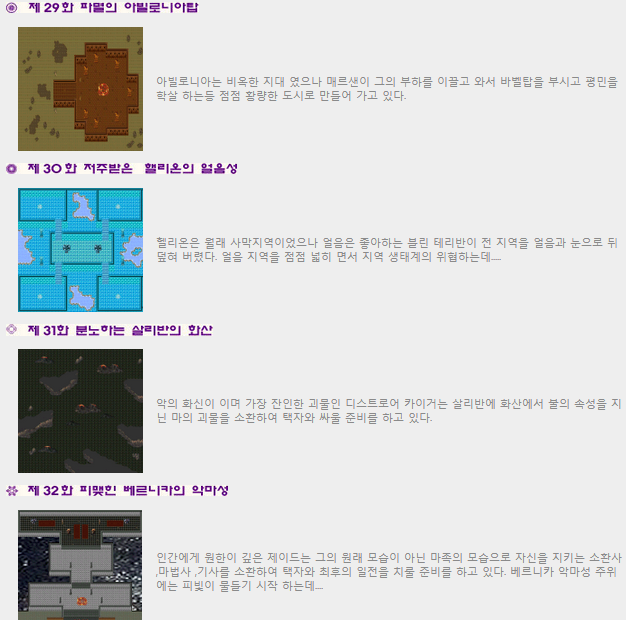 제 29화 파멸의 아빌로니아탑
아빌로니아는 비옥한 지대 였으나 매르샌이 그의 부하를 이끌고 와서 바벨탑을 부시고 평민을
학살 하는등 점점 황량한 도시로 만들어 가고 있다.
제 30화 저주받은 헬리온의 얼음성
헬리온은 원래 사막지역이었으나 얼음은 좋아하는 블린 테리반이 전 지역을 얼음과 눈으로 뒤
덮혀 버렸다. 얼음 지역을 점점 넓히 면서 지역 생태계의 위협하는데....
제 31화 분노하는 살리반의 화산
악의 화신이 이며 가장 잔인한 괴물인 디스트로어 카이거는 살리반에 화산에서 불의 속성을 지
닌 마의 괴물을 소환하여 택자와 싸울 준비를 하고 있다.
제 32화 피맺힌 베르니카의 악마성
인간에게 원한이 깊은 제이드는 그의 원래 모습이 아닌 마족의 모습으로 자신을 지키는 소환사
,마법사 ,기사를 소환하여 택자와 최후의 일전을 치룰 준비를 하고 있다. 베르니카 악마성 주위
에는 피빛이 물들기 시작 하는데...